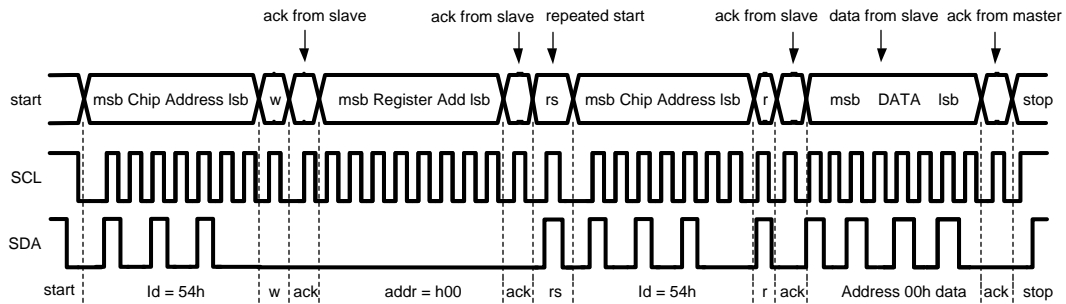 ack from slave ack from slave repeated start ack from slave data from slave ack from master
start msb Chip Address lsb w msb Register Add lsb rs msb Chip Address lsb r msb DATA lsb stop
SCL
SDA
start Id = 54h w ack addr = h00 ack rs Id = 54h r ack Address 00h data ack stop